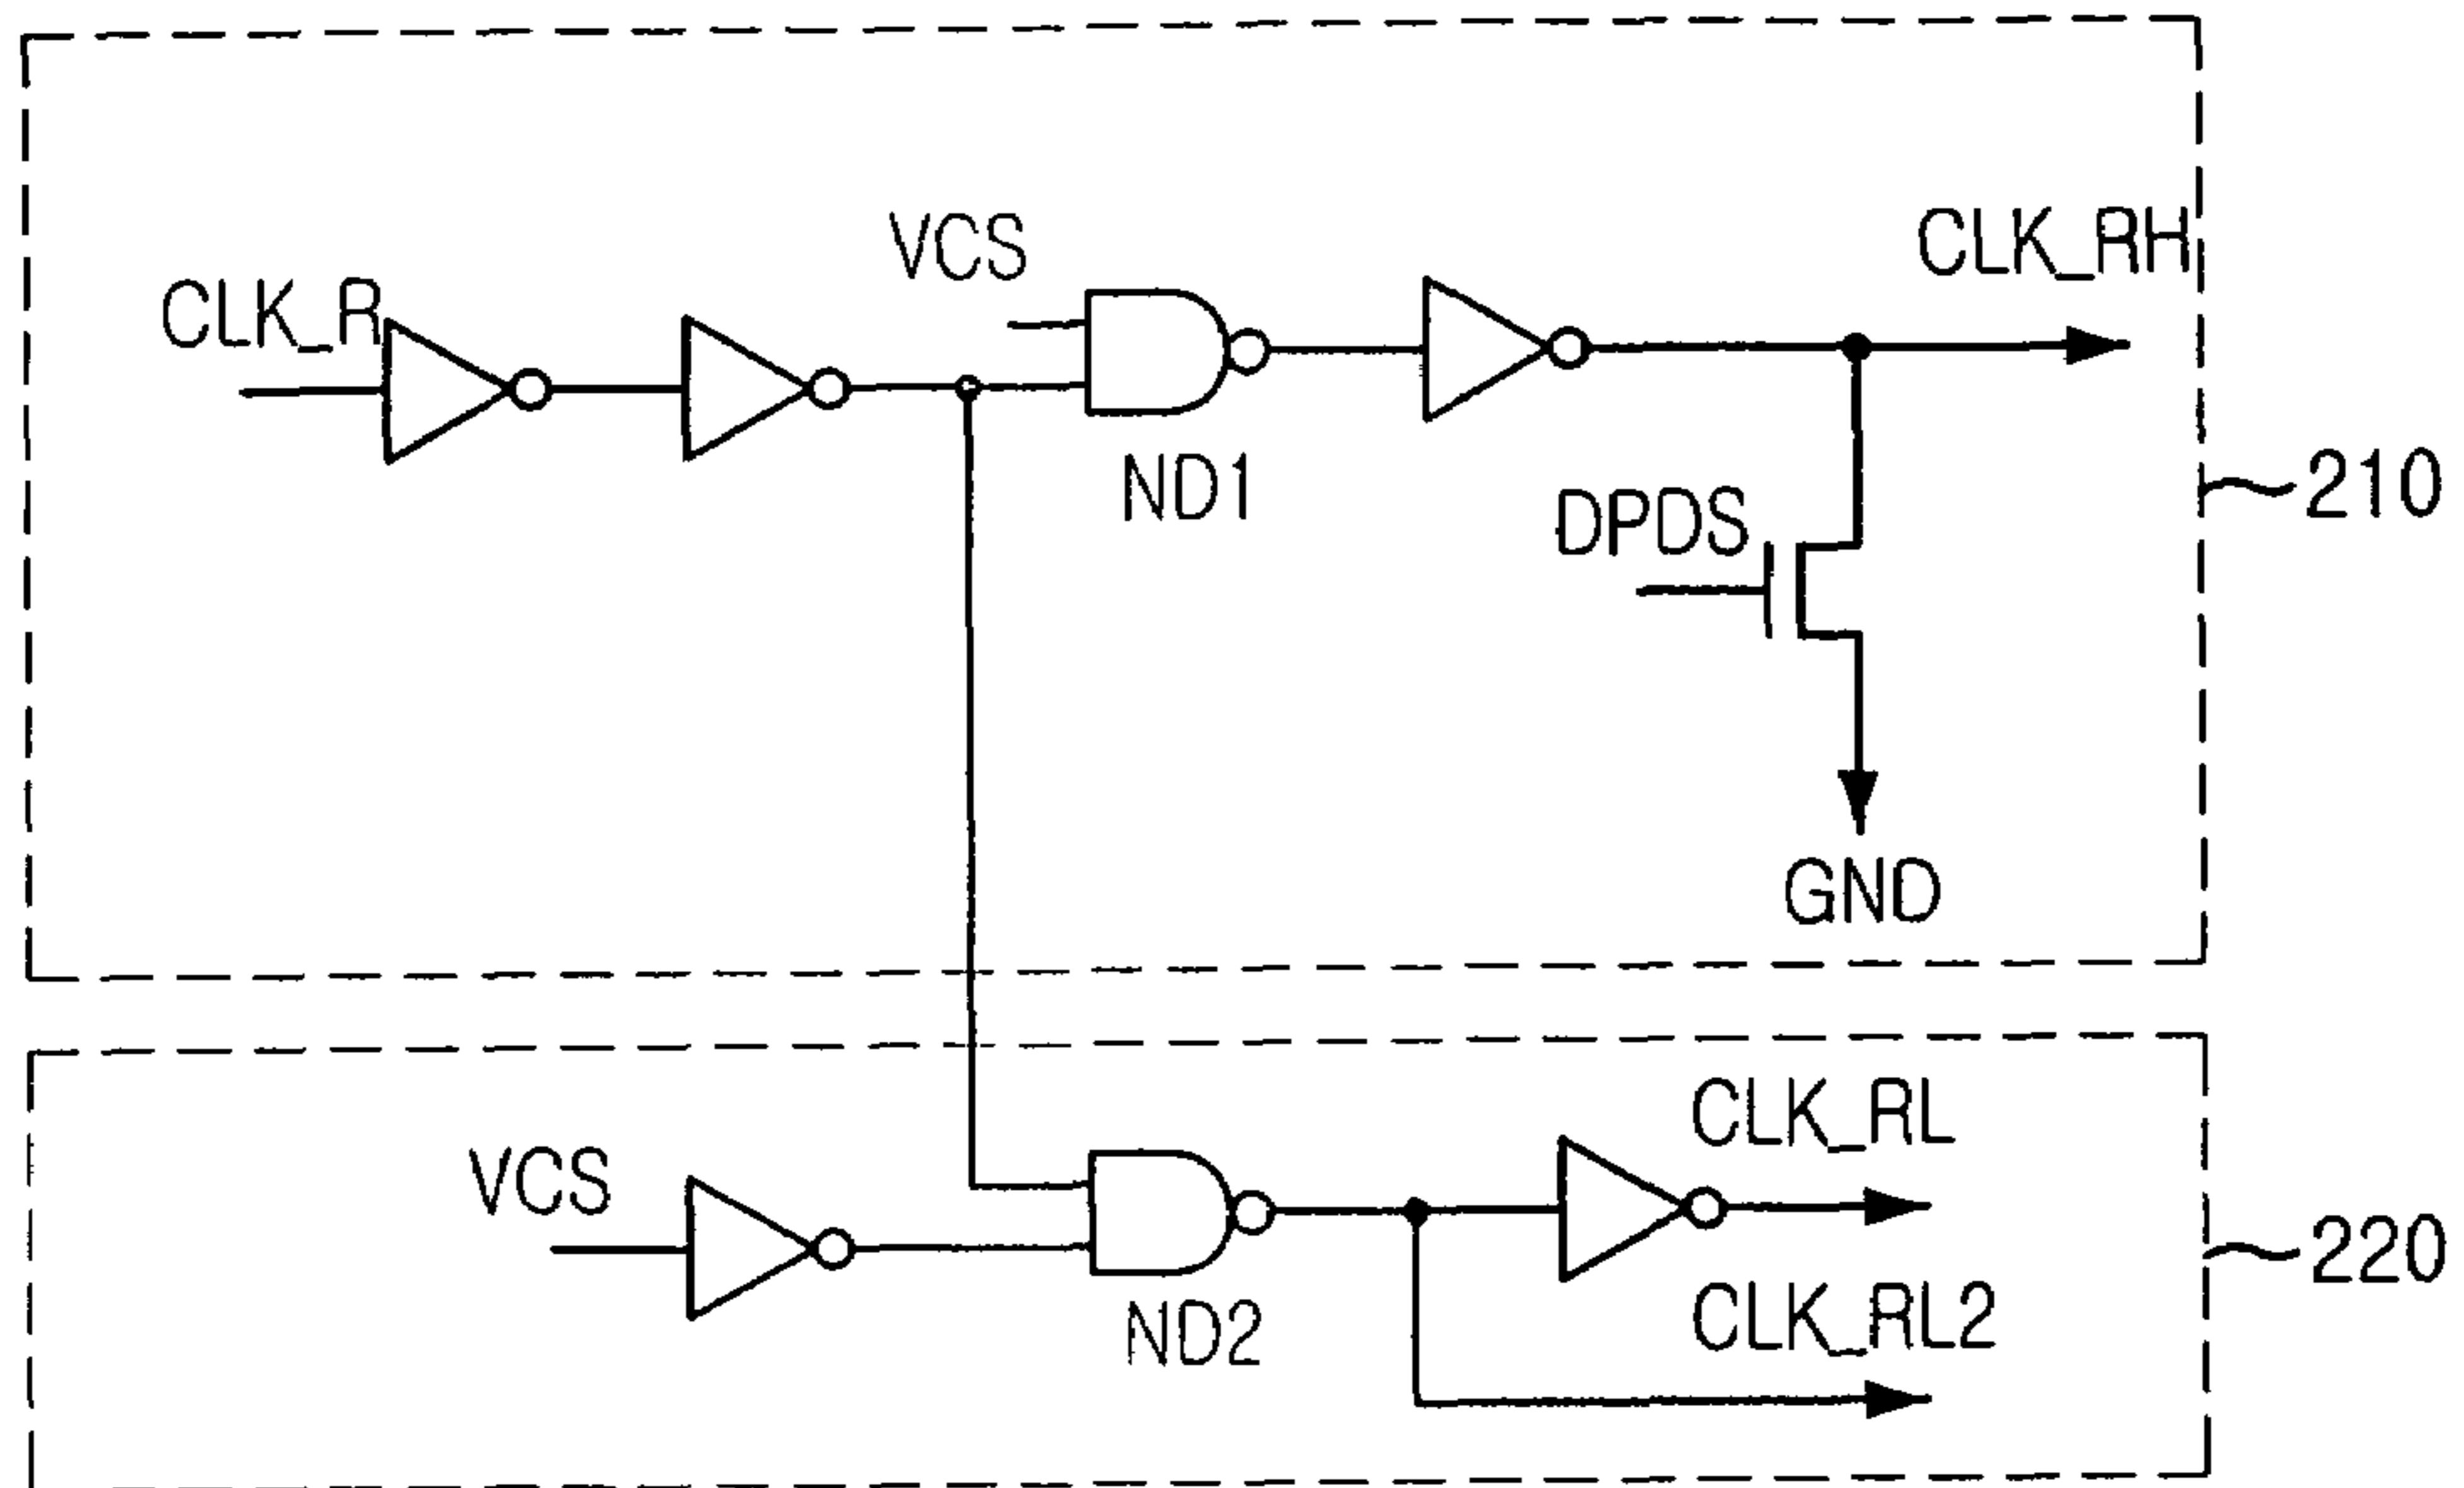 VCS
CLK_RH
CLK_R
ND1
210
DPDS
GND
CLK_RL
VCS
220
CLK_RL2
ND2